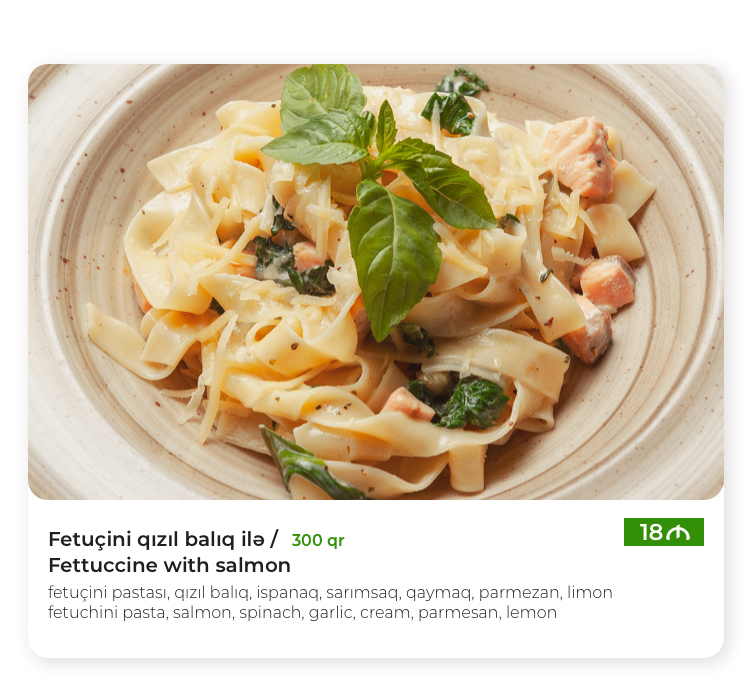 Fetuçini qızıl balıq ilə / 300 qr
Fettuccine with salmon
18₼
fetuçini pastası, qızıl balıq, ispanaq, sarımsaq, qaymaq, parmezan, limon
fetuchini pasta, salmon, spinach, garlic, cream, parmesan, lemon